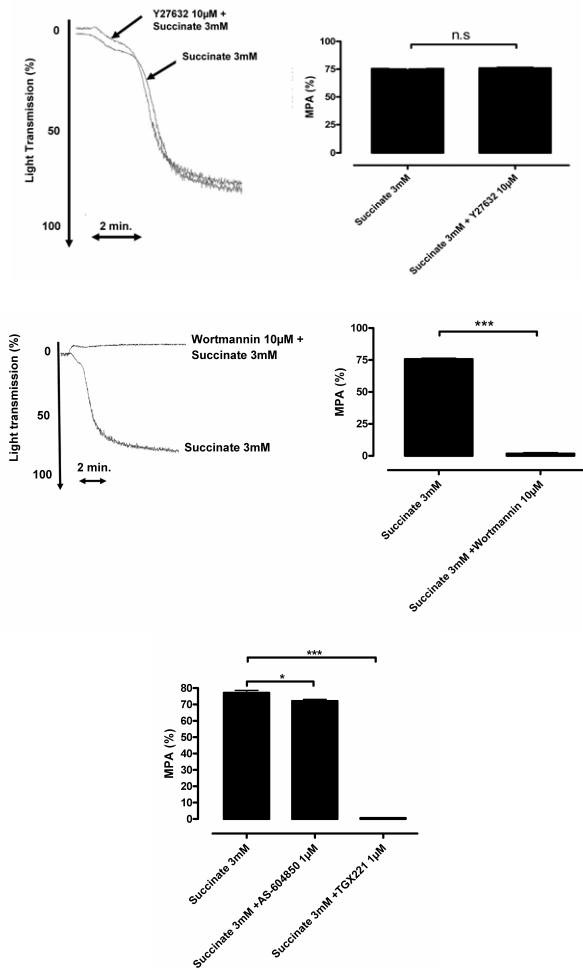 Y27632 10µM +
Succinate 3mM
Succinate 3mM
Light Transmission (%)
0
50
100
2 min.
n.s
MPA (%)
100
75
50
25
0
Succinate 3mM
Succinate 3mM + Y27632 10µM
Wortmannin 10µM +
Succinate 3mM
Succinate 3mM
Light transmission (%)
0
50
100
2 min.
***
MPA (%)
100
75
50
25
0
Succinate 3mM
Succinate 3mM +Wortmannin 10µM
***
*
MPA (%)
80
70
60
50
40
30
20
10
0
Succinate 3mM
Succinate 3mM +AS-604850 1µM
Succinate 3mM +TGX221 1µM